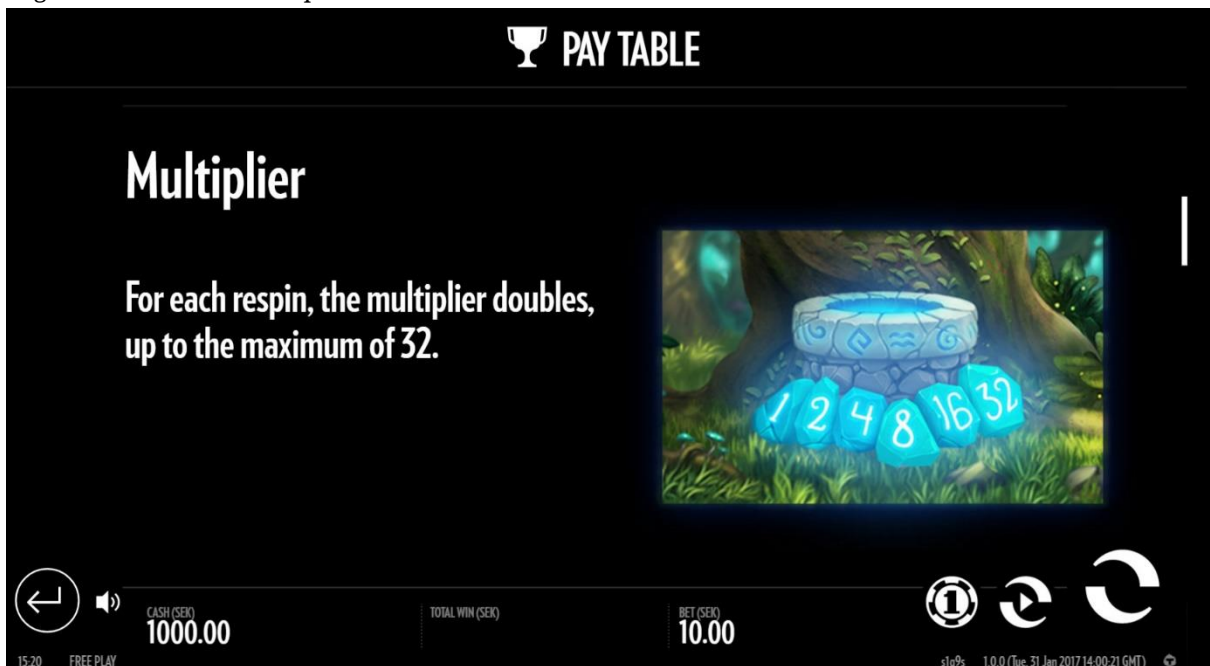 PAY TABLE
Multiplier
For each respin, the multiplier doubles,
up to the maximum of 32.
1 2 4 8 16 32
1
CASH (SEK)
1000.00
TOTAL WIN (SEK)
BET (SEK)
10.00
15:20 FREE PLAY
s1g9s 1.0.0 (Tue, 31 Jan 2017 14:00:21 GMT)